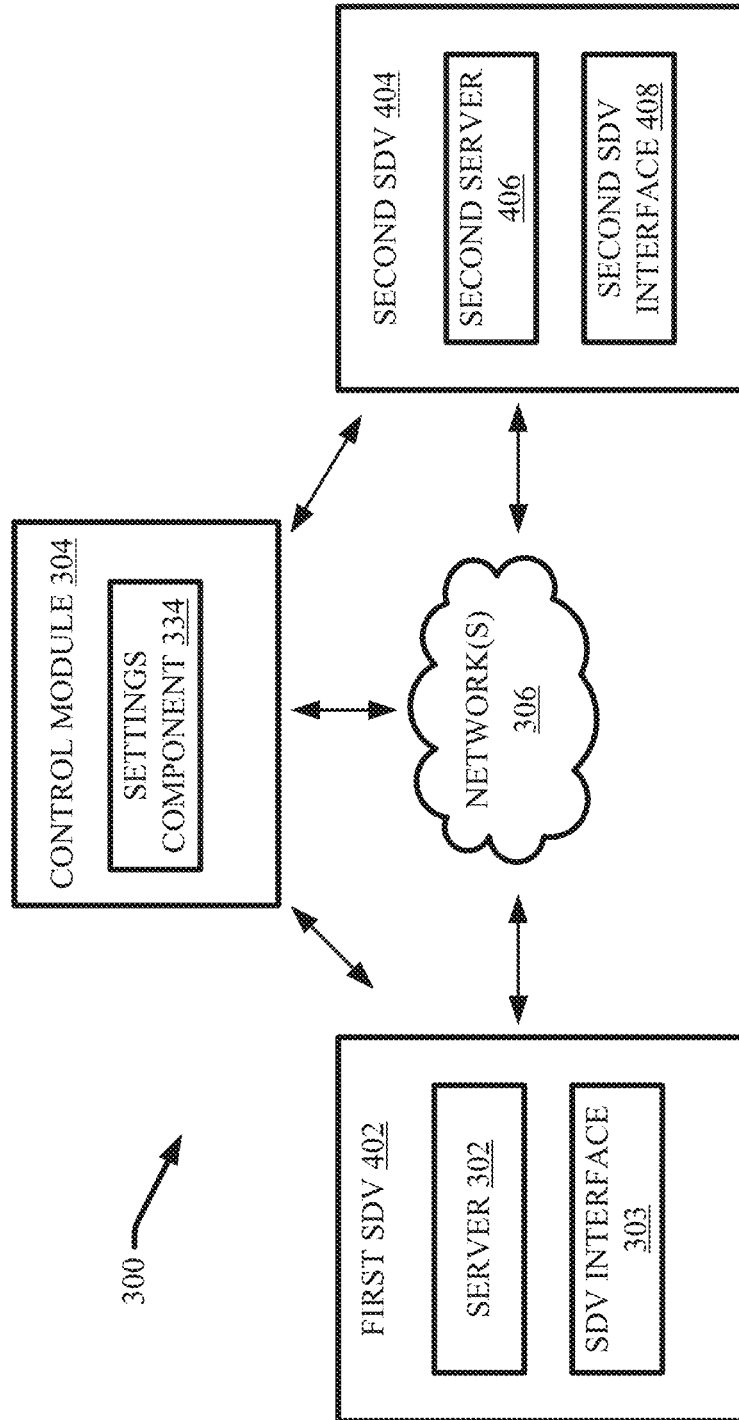 300
CONTROL MODULE 304
SETTINGS
COMPONENT 334
FIRST SDV 402
SERVER 302
SDV INTERFACE
303
NETWORK(S)
306
SECOND SDV 404
SECOND SERVER
406
SECOND SDV
INTERFACE 408